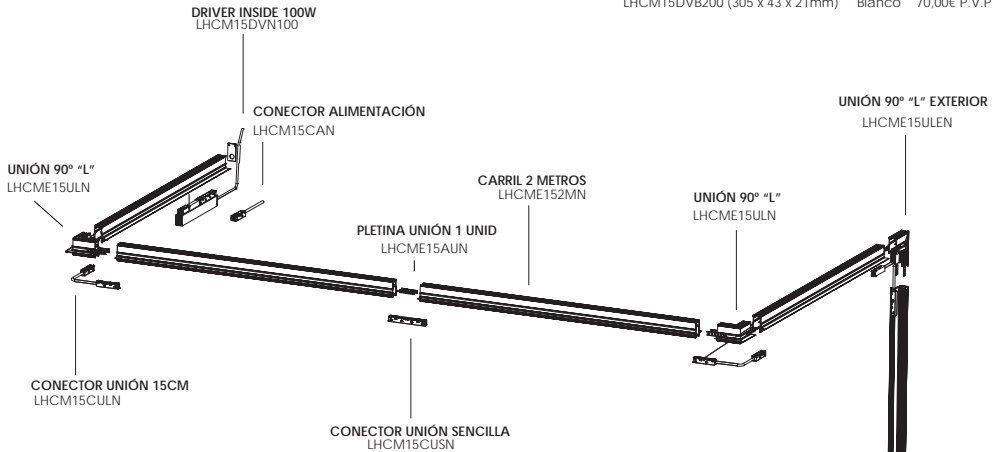 LHCM15DVB200 (305 x 43 x 21mm) Blanco 70,00€ P.V.P
DRIVER INSIDE 100W
LHCM15DVN100
CONECTOR ALIMENTACIÓN
LHCM15CAN
UNIÓN 90º “L” EXTERIOR
LHCME15ULEN
UNIÓN 90º “L”
LHCME15ULN
CARRIL 2 METROS
LHCME152MN
UNIÓN 90º “L”
LHCME15ULN
PLETINA UNIÓN 1 UNID
LHCME15AUN
CONECTOR UNIÓN 15CM
LHCM15CULN
CONECTOR UNIÓN SENCILLA
LHCM15CUSN